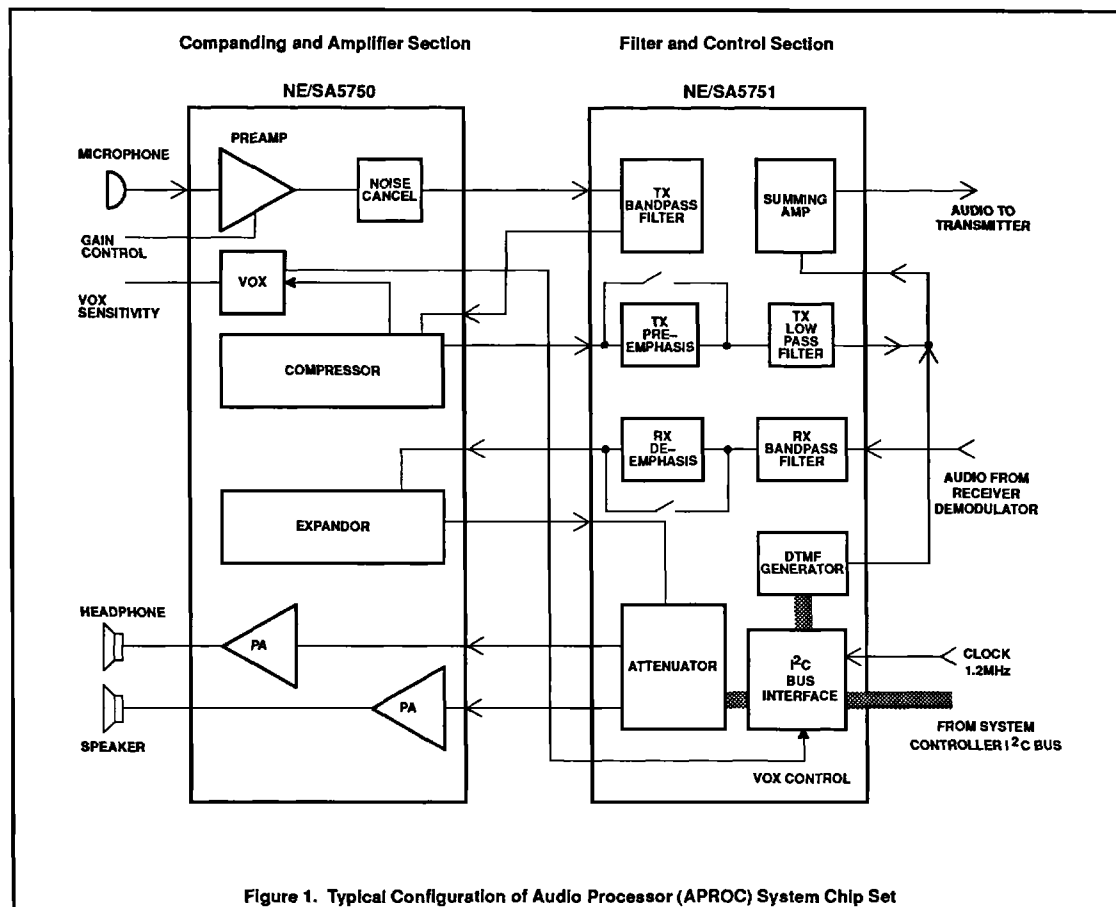 Companding and Amplifier Section
Filter and Control Section
NE/SA5750
NE/SA5751
MICROPHONE
PREAMP
NOISE
CANCEL
TX
BANDPASS
FILTER
SUMMING
AMP
AUDIO TO
TRANSMITTER
GAIN
CONTROL
VOX
VOX
SENSITIVITY
COMPRESSOR
TX
PRE–
EMPHASIS
TX
LOW
PASS
FILTER
EXPANDOR
RX
DE–
EMPHASIS
RX
BANDPASS
FILTER
AUDIO FROM
RECEIVER
DEMODULATOR
DTMF
GENERATOR
HEADPHONE
PA
ATTENUATOR
I²C
BUS
INTERFACE
CLOCK
1.2MHz
PA
SPEAKER
FROM SYSTEM
CONTROLLER I²C BUS
VOX CONTROL
Figure 1. Typical Configuration of Audio Processor (APROC) System Chip Set